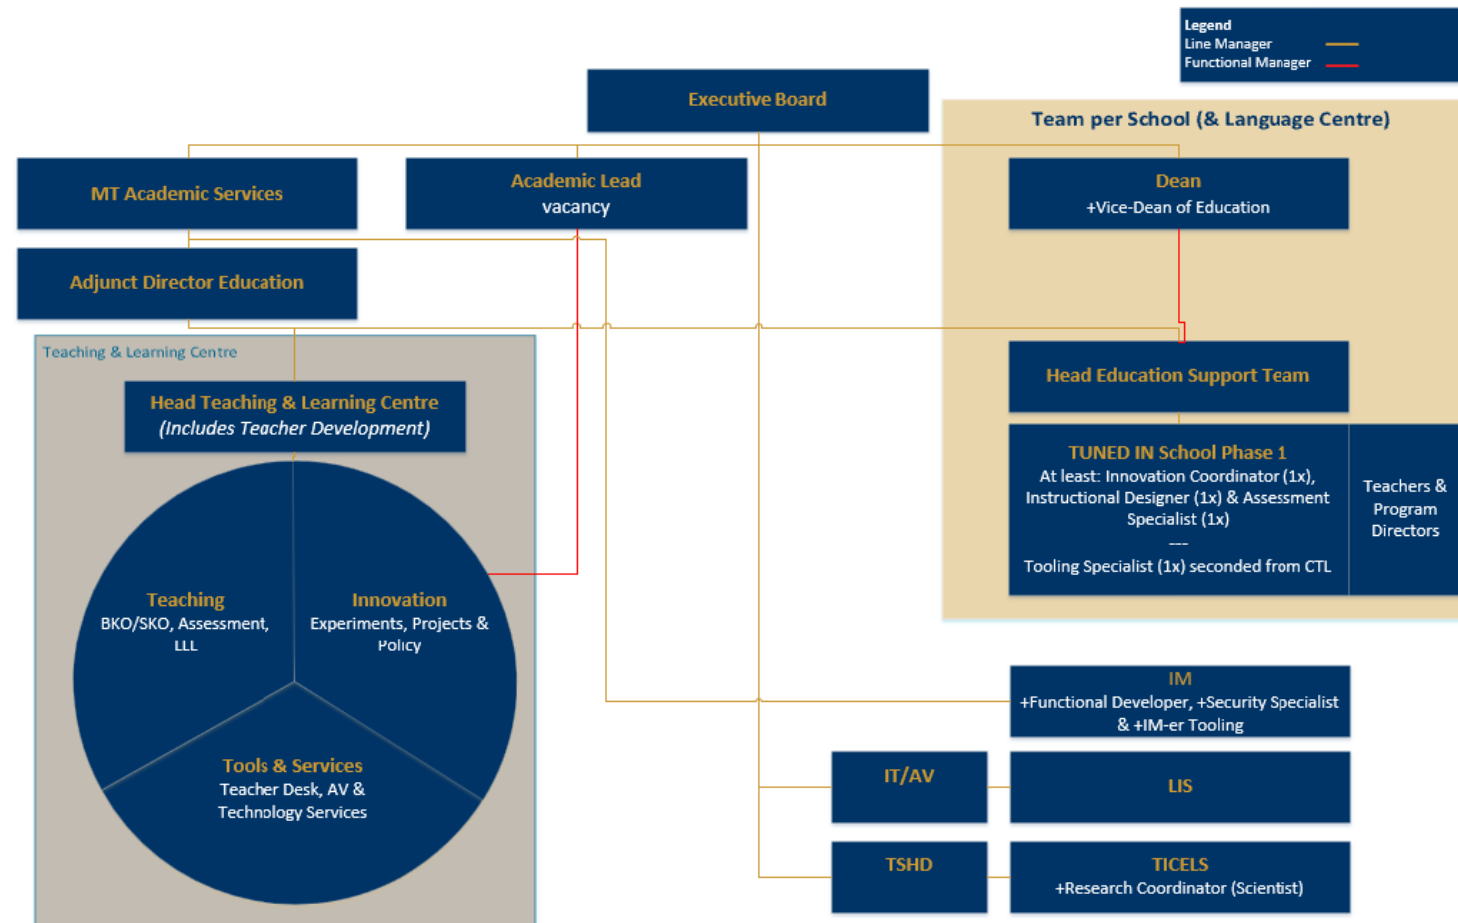 Legend
Line Manager
Functional Manager
Executive Board
Team per School (& Language Centre)
MT Academic Services
Academic Lead
vacancy
Dean
+Vice-Dean of Education
Adjunct Director Education
Teaching & Learning Centre
Head Teaching & Learning Centre
(Includes Teacher Development)
Head Education Support Team
TUNED IN School Phase 1
At least: Innovation Coordinator (1x),
Instructional Designer (1x) & Assessment
Specialist (1x)
---
Tooling Specialist (1x) seconded from CTL
Teachers &
Program
Directors
Teaching
BKO/SKO, Assessment,
LLL
Innovation
Experiments, Projects &
Policy
Tools & Services
Teacher Desk, AV &
Technology Services
IM
+Functional Developer, +Security Specialist
& +IM-er Tooling
IT/AV
LIS
TSHD
TICELS
+Research Coordinator (Scientist)